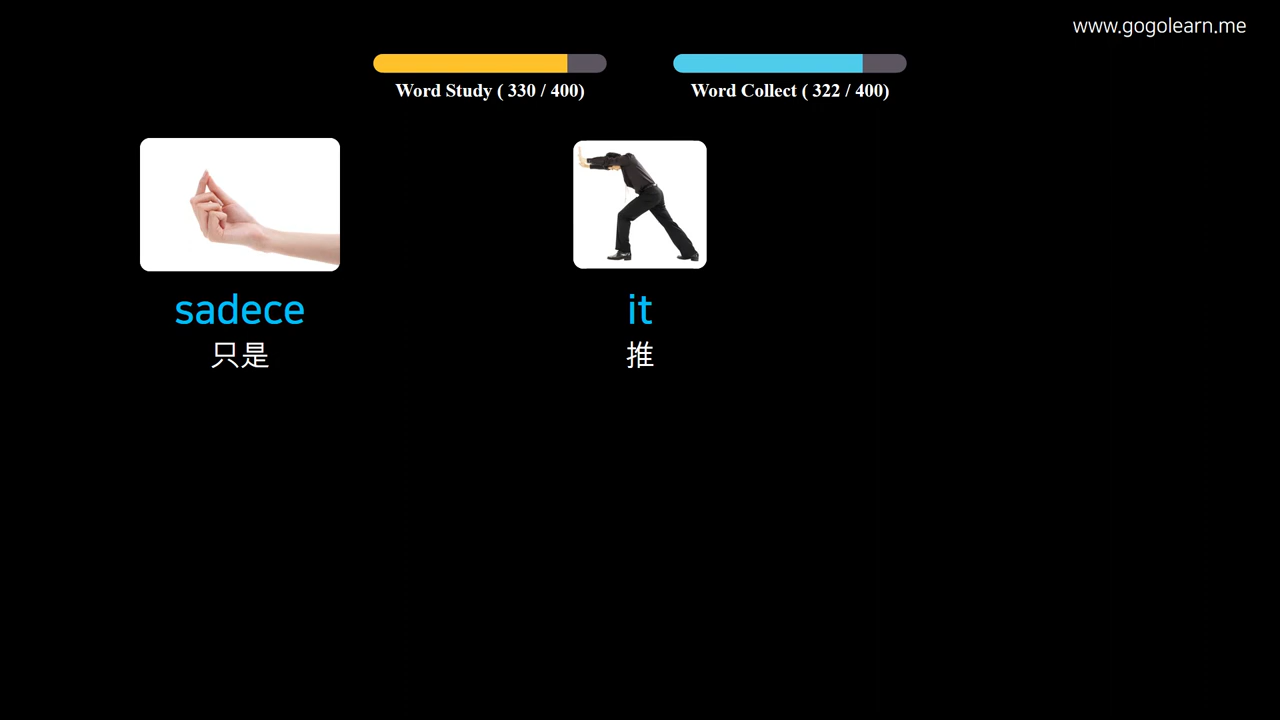 www.gogolearn.me
Word Study ( 330 / 400)
Word Collect ( 322 / 400)
sadece
只是
it
推